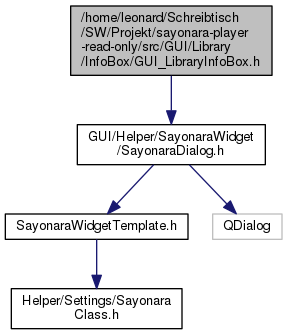 /home/leonard/Schreibtisch
/SW/Projekt/sayonara-player
-read-only/src/GUI/Library
/InfoBox/GUI_LibraryInfoBox.h
GUI/Helper/SayonaraWidget
/SayonaraDialog.h
SayonaraWidgetTemplate.h
QDialog
Helper/Settings/Sayonara
Class.h